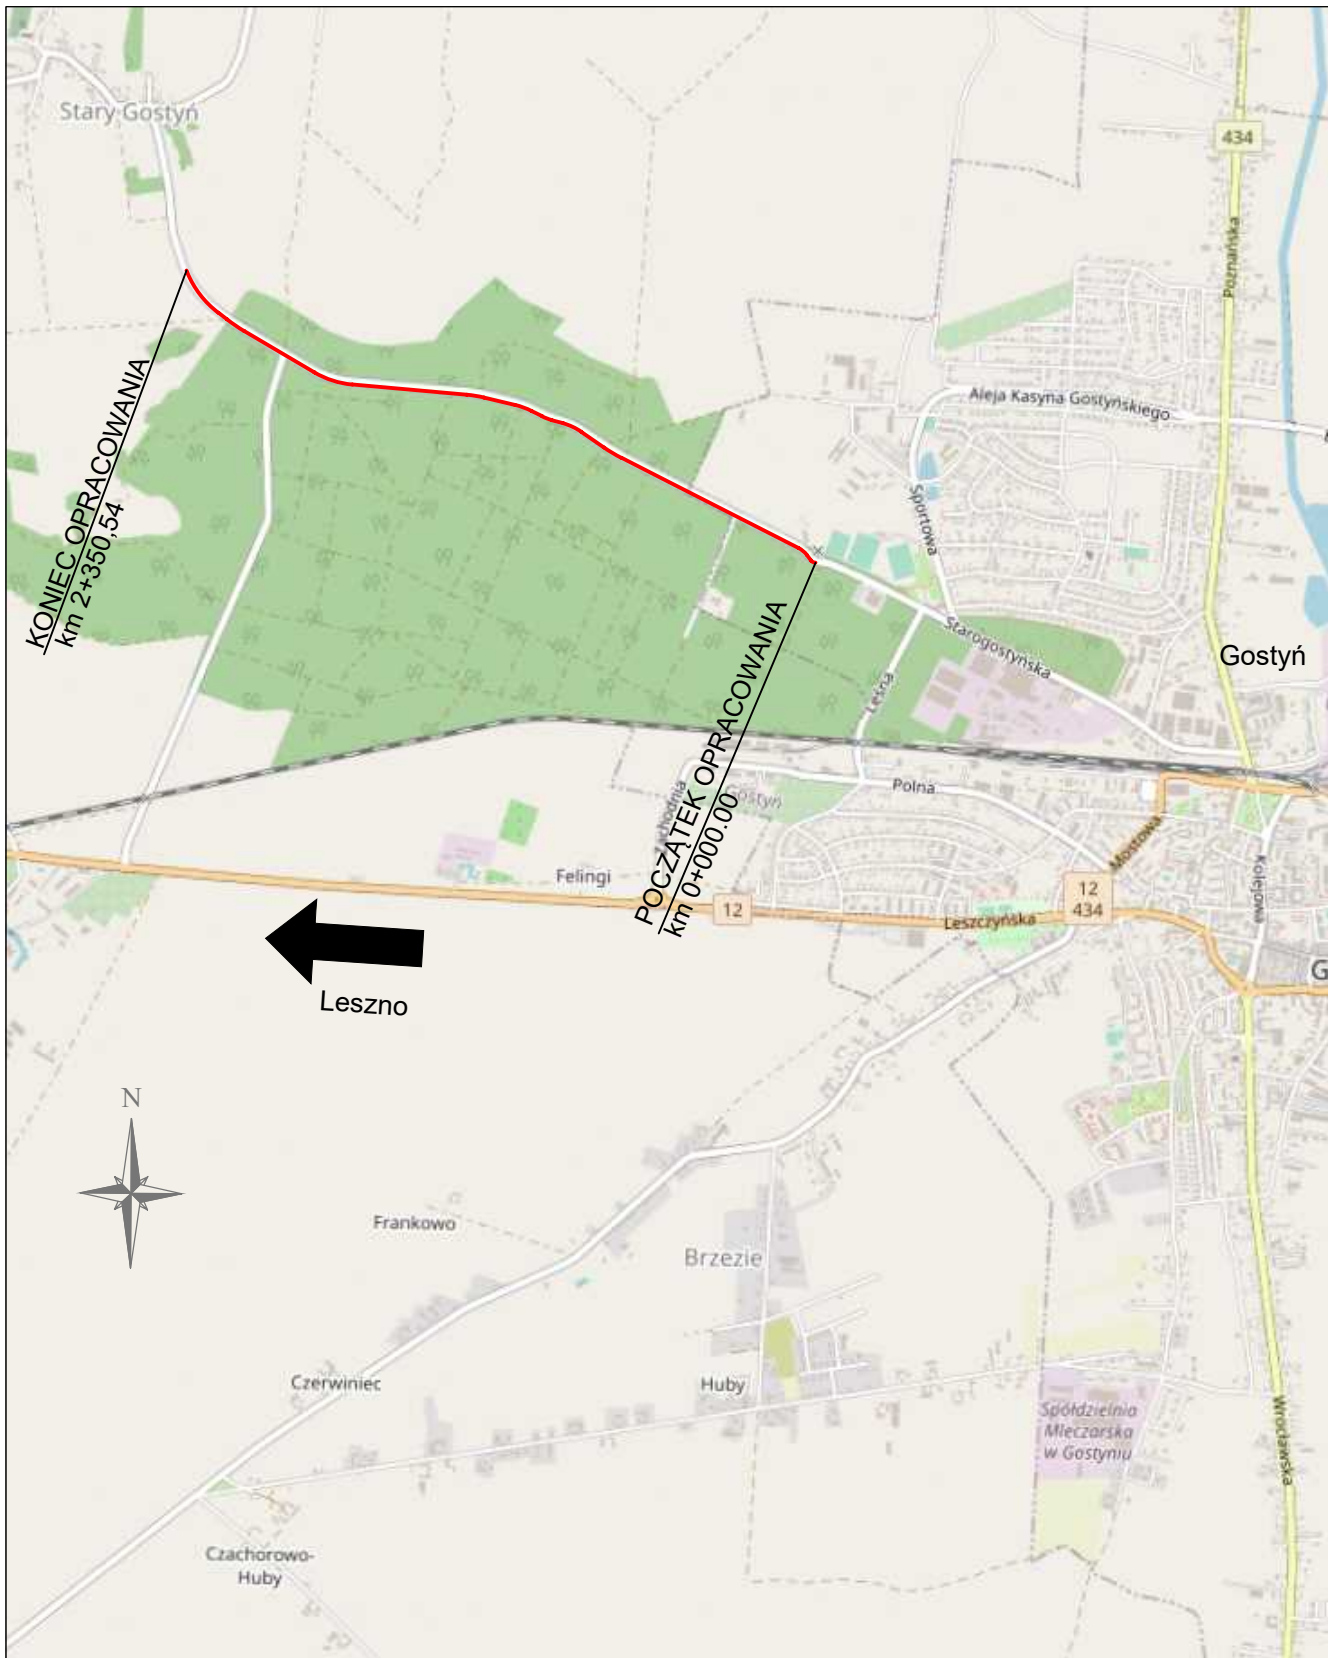 Stary Gostyń
434
Poznańska
KONIEC OPRACOWANIA
km 2+350,54
Aleja Kasyna Gostyńskiego
Sportowa
Starogostyńska
Gostyń
Leśna
POCZĄTEK OPRACOWANIA
km 0+000.00
Zachodnia
Gostyń
Polna
Mostowa
Kolejowa
Felingi
12
12
434
Leszczyńska
G
Leszno
N
Frankowo
Brzezie
Czerwiniec
Huby
Spółdzielnia
Mleczarska
w Gostyniu
Wrocławska
Czachorowo-
Huby